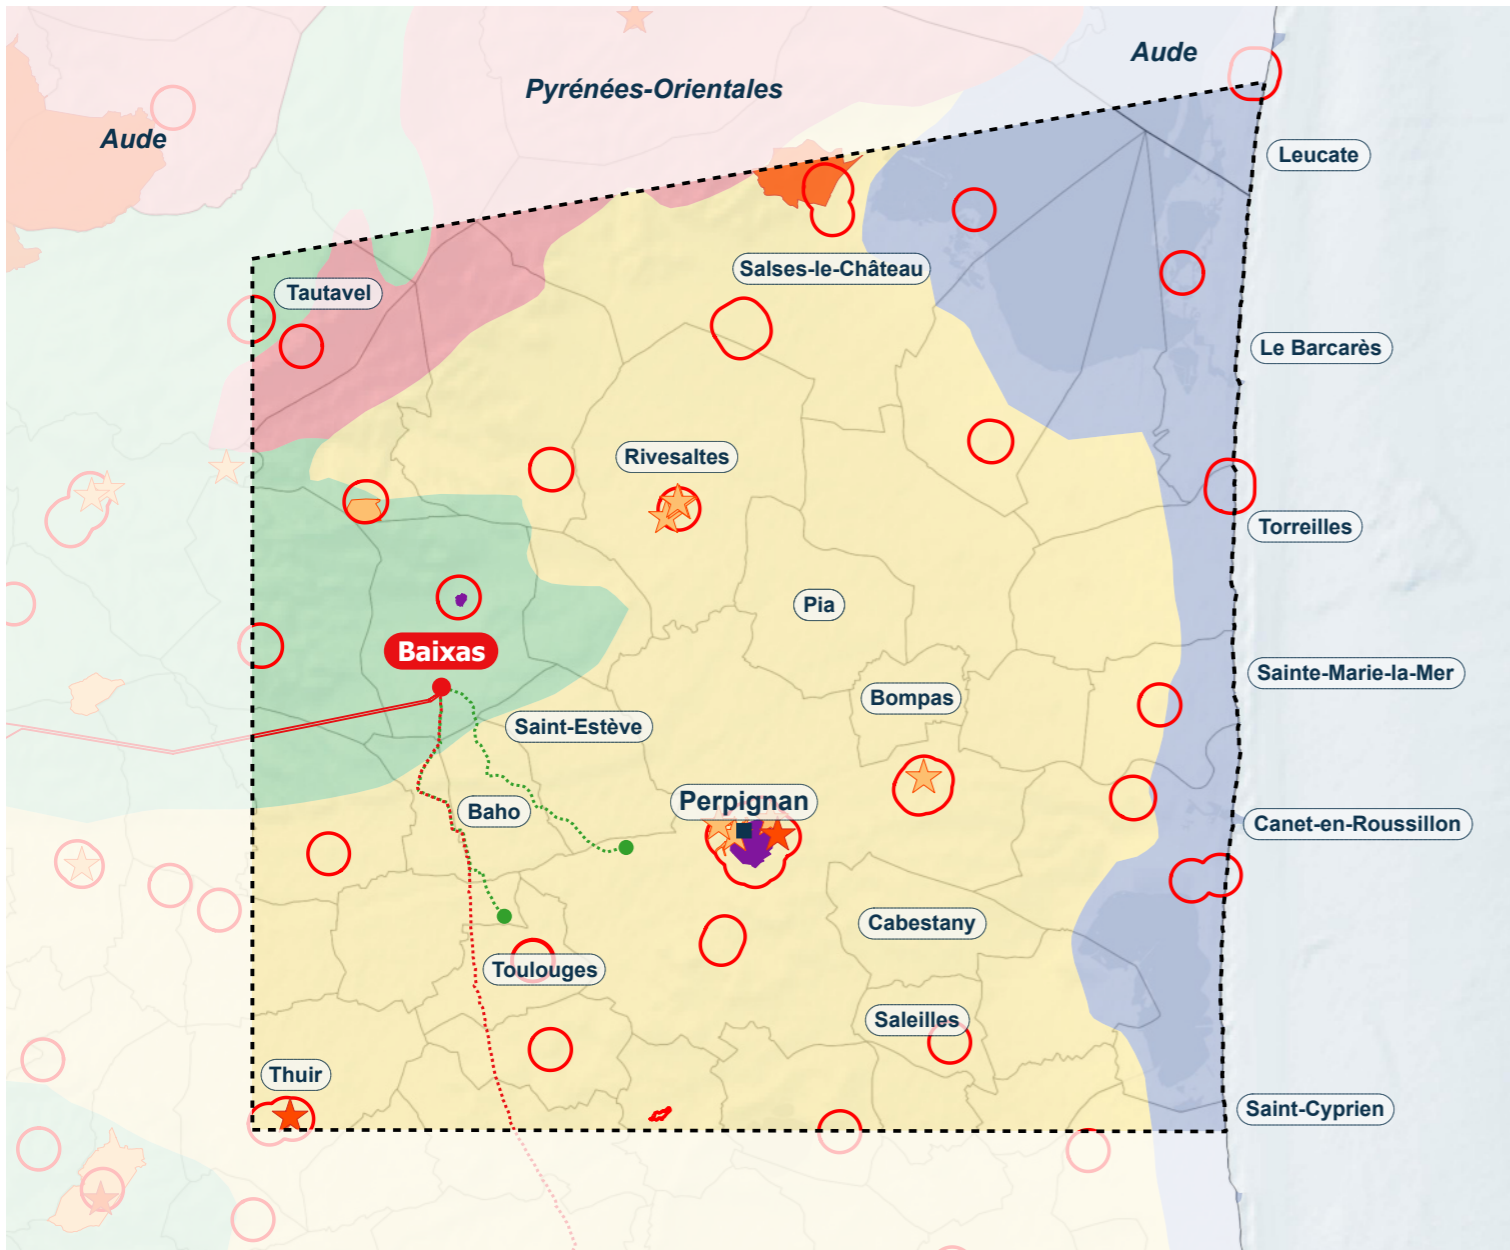 Aude
Pyrénées-Orientales
Aude
Leucate
Salses-le-Château
Tautavel
Le Barcarès
Rivesaltes
Torreilles
Pia
Baixas
Sainte-Marie-la-Mer
Bompas
Saint-Estève
Perpignan
Baho
Canet-en-Roussillon
Cabestany
Toulouges
Saleilles
Thuir
Saint-Cyprien